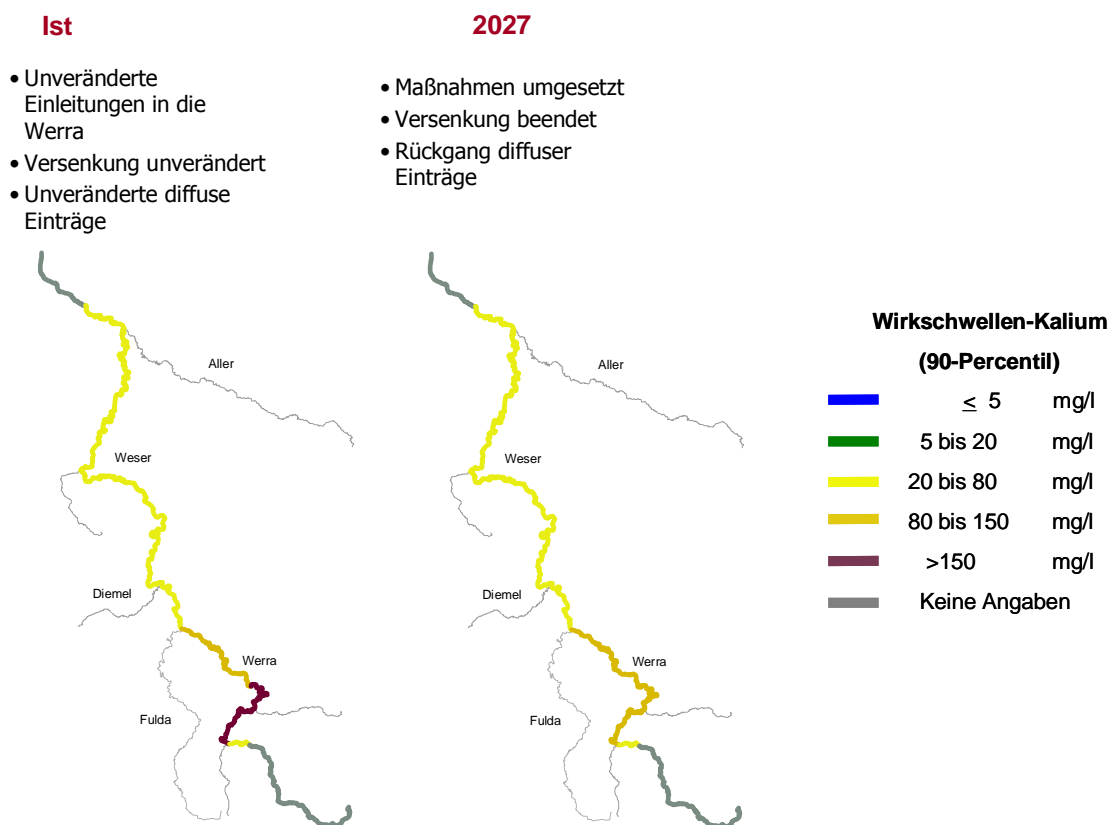 Ist
• Unveränderte
Einleitungen in die
Werra
• Versenkung unverändert
• Unveränderte diffuse
Einträge
2027
• Maßnahmen umgesetzt
• Versenkung beendet
• Rückgang diffuser
Einträge
Aller
Weser
Diemel
Werra
Fulda
Aller
Weser
Diemel
Werra
Fulda
Wirkschwellen-Kalium
(90-Percentil)
≤ 5 mg/l
5 bis 20 mg/l
20 bis 80 mg/l
80 bis 150 mg/l
>150 mg/l
Keine Angaben